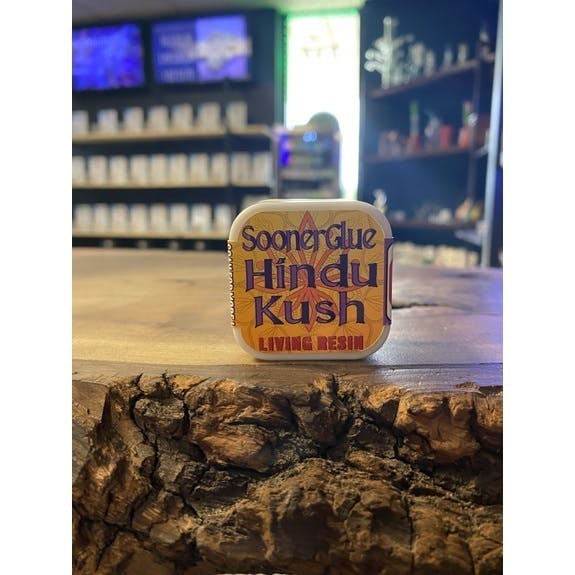 SoonerGlue
Hindu
Kush
LIVING RESIN